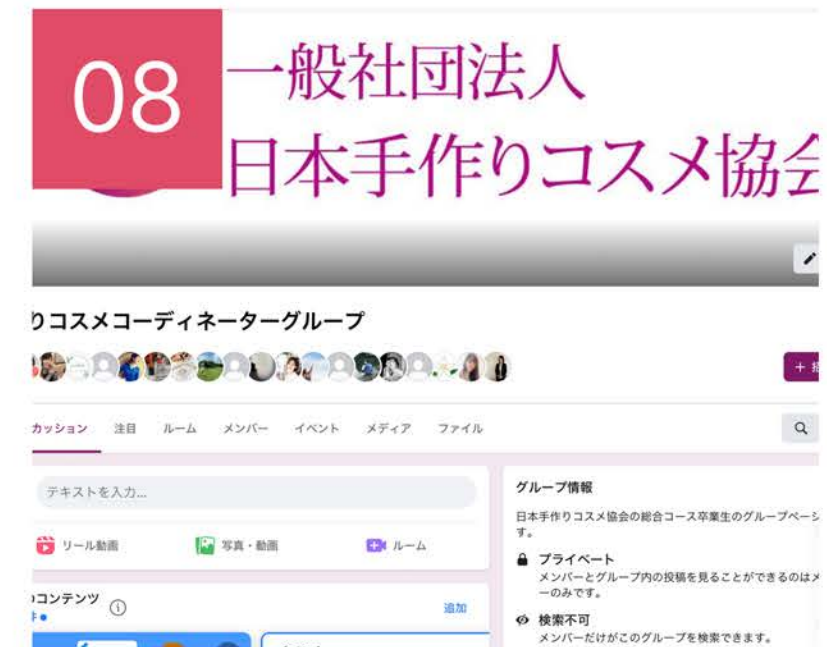 08
一般社団法人
日本手作りコスメ協会
りコスメコーディネーターグループ
カッション 注目 ルーム メンバー イベント メディア ファイル
テキストを入力...
リール動画 写真・動画 ルーム
グループ情報
日本手作りコスメ協会の総合コース卒業生のグループページ
す。
プライベート
メンバーとグループ内の投稿を見ることができるのはメ
ーのみです。
検索不可
メンバーだけがこのグループを検索できます。
コンテンツ
追加